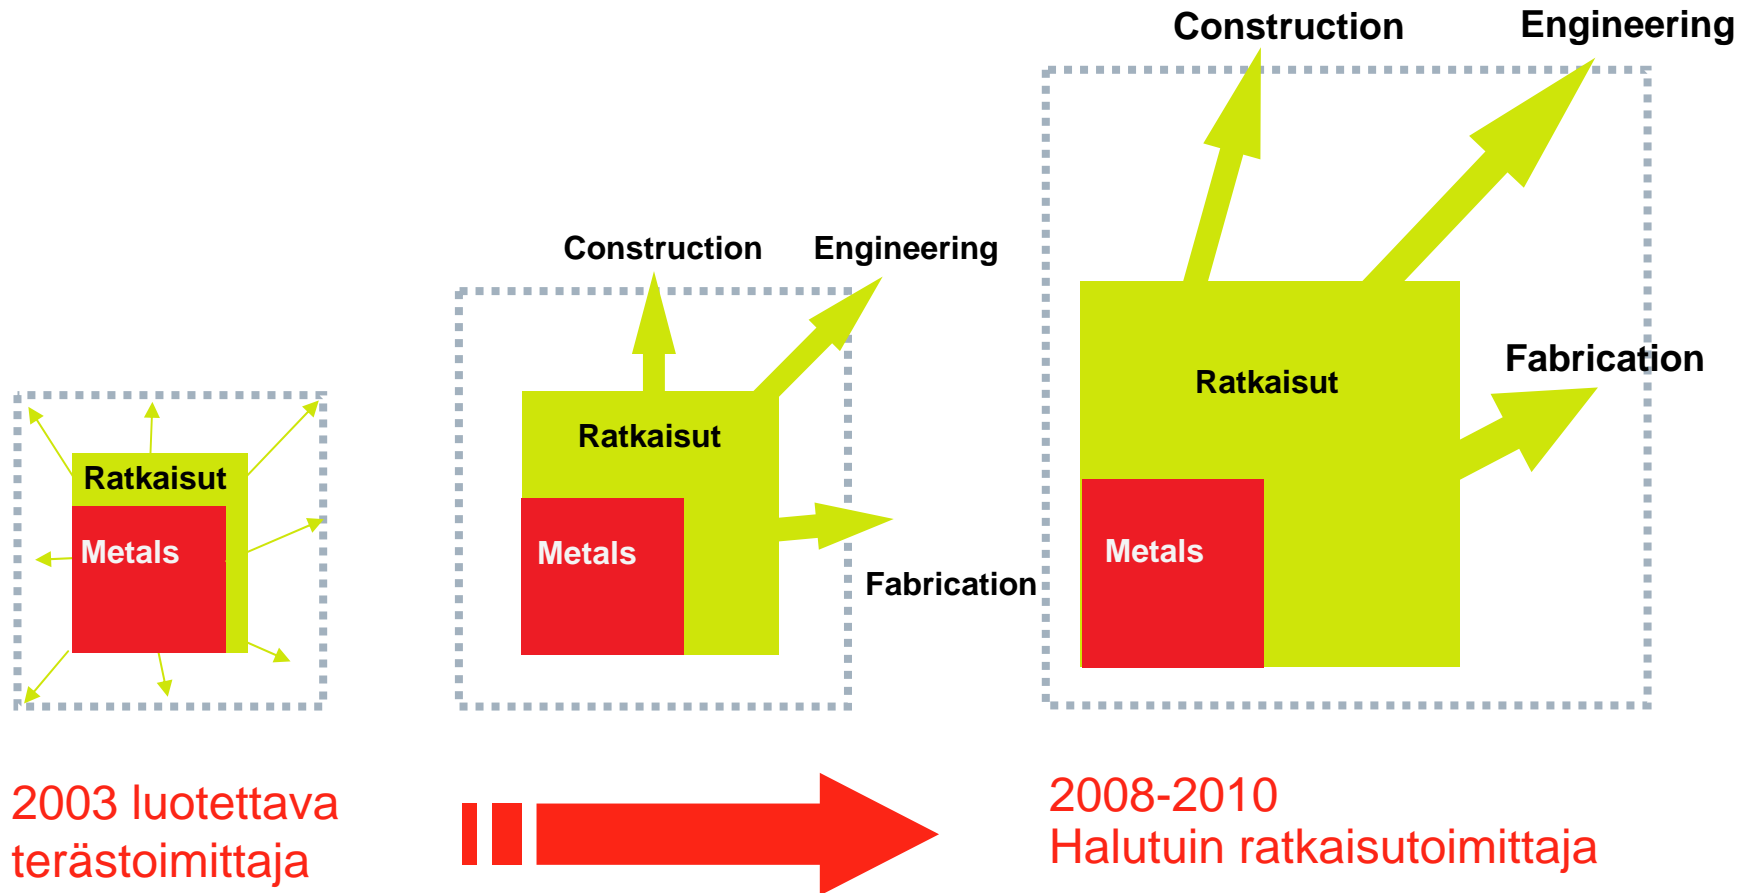 Construction
Engineering
Construction
Engineering
Fabrication
Ratkaisut
Ratkaisut
Ratkaisut
Metals
Metals
Metals
Fabrication
2003 luotettava
terästoimittaja
2008-2010
Halutuin ratkaisutoimittaja